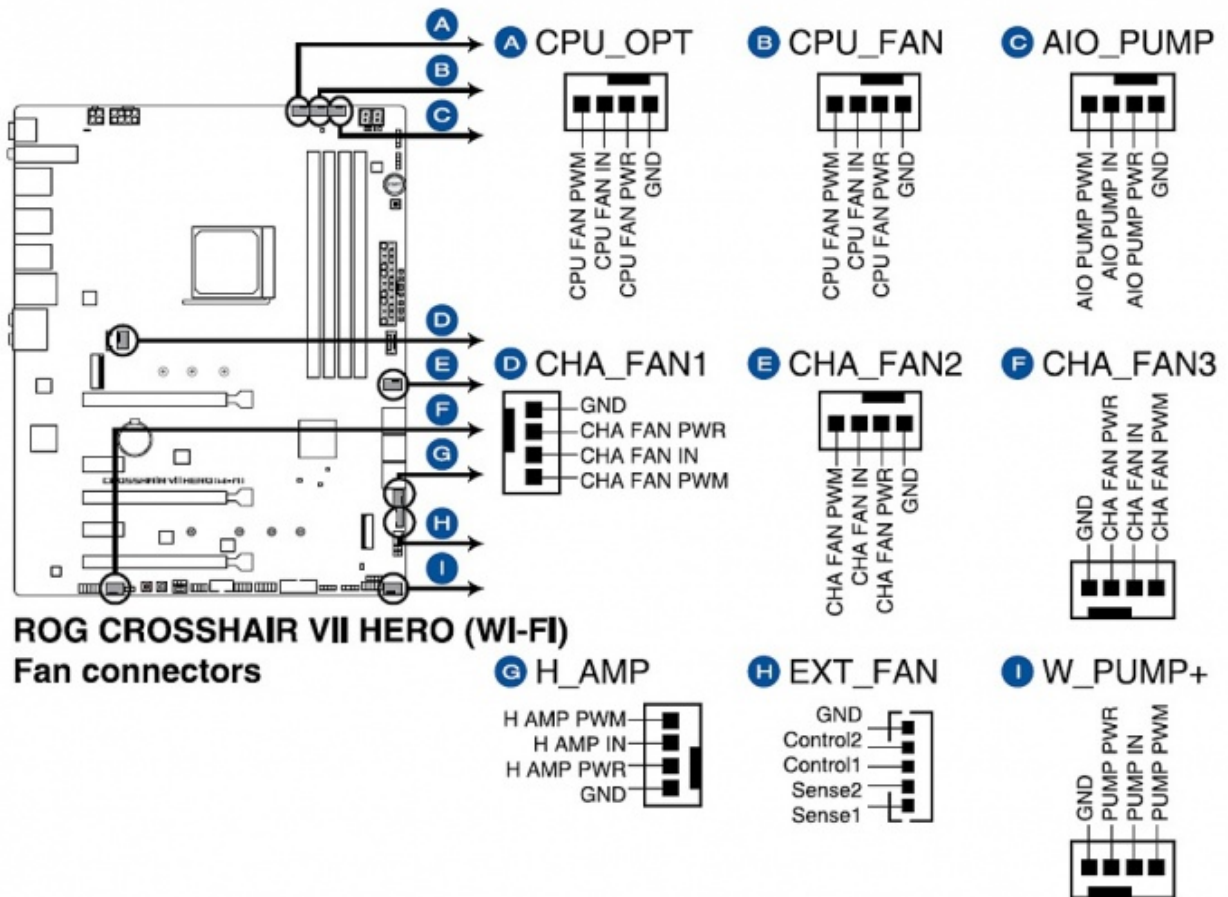 A
B
C
D
E
F
G
H
I
A CPU_OPT
CPU FAN PWM
CPU FAN IN
CPU FAN PWR
GND
B CPU_FAN
CPU FAN PWM
CPU FAN IN
CPU FAN PWR
GND
C AIO_PUMP
AIO PUMP PWM
AIO PUMP IN
AIO PUMP PWR
GND
D CHA_FAN1
GND
CHA FAN PWR
CHA FAN IN
CHA FAN PWM
E CHA_FAN2
CHA FAN PWM
CHA FAN IN
CHA FAN PWR
GND
F CHA_FAN3
GND
CHA FAN PWR
CHA FAN IN
CHA FAN PWM
CROSSHAIR VII HERO (WI-FI)
ROG CROSSHAIR VII HERO (WI-FI)
Fan connectors
G H_AMP
H AMP PWM
H AMP IN
H AMP PWR
GND
H EXT_FAN
GND
Control2
Control1
Sense2
Sense1
I W_PUMP+
GND
PUMP PWR
PUMP IN
PUMP PWM